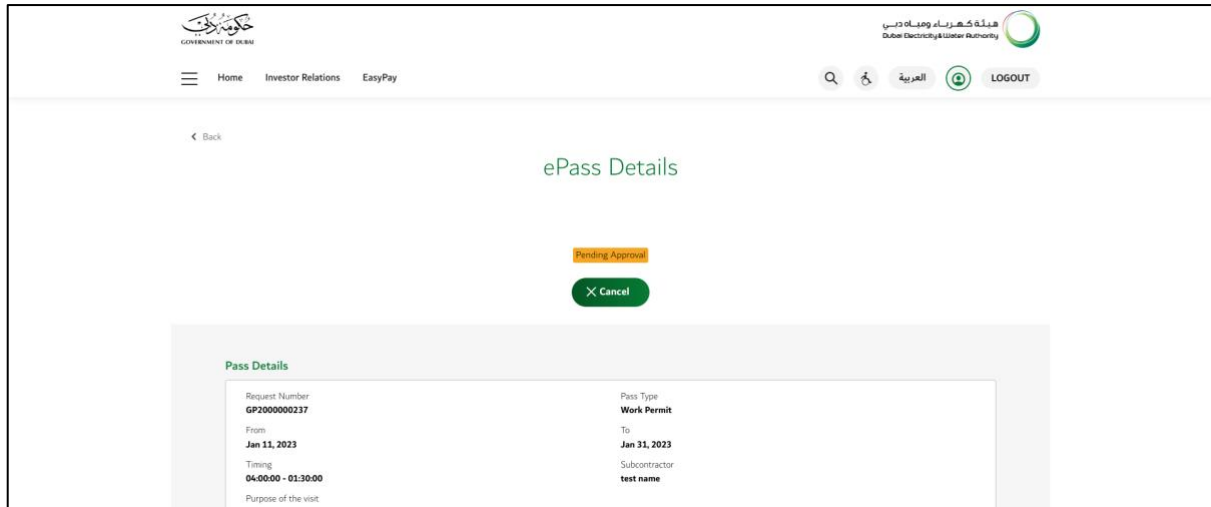 حكومة دبي
GOVERNMENT OF DUBAI
هيئة كهرباء ومياه دبي
Dubai Electricity & Water Authority
Home Investor Relations EasyPay العربية LOGOUT
Back
ePass Details
Pending Approval
Cancel
Pass Details
Request Number Pass Type
GP2000000237 Work Permit
From To
Jan 11, 2023 Jan 31, 2023
Timing Subcontractor
04:00:00 - 01:30:00 test name
Purpose of the visit